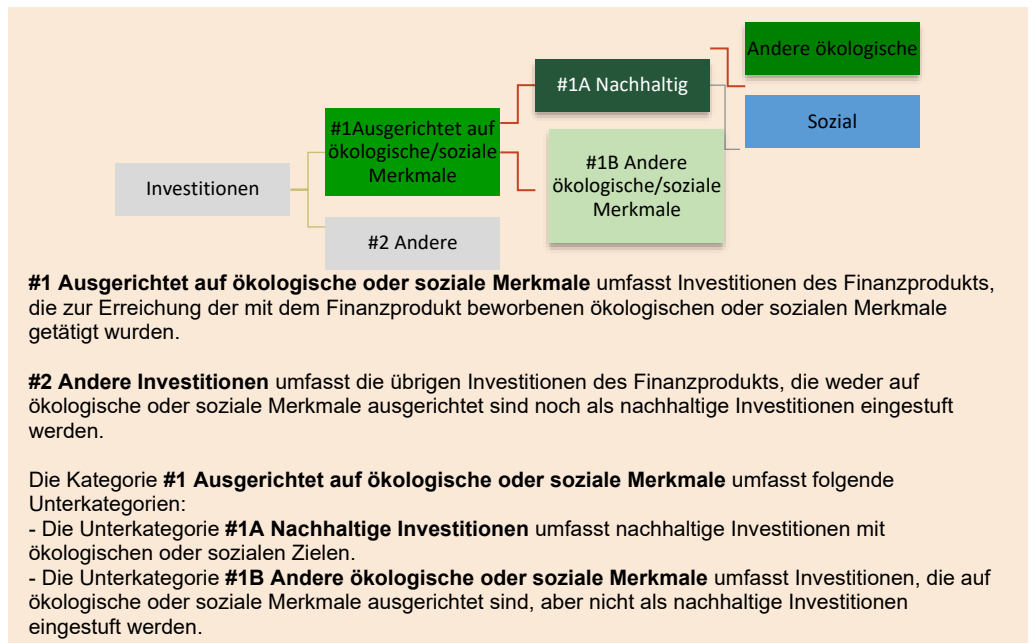 Andere ökologische
#1A Nachhaltig
Sozial
#1Ausgerichtet auf
ökologische/soziale
Merkmale
#1B Andere
ökologische/soziale
Merkmale
Investitionen
#2 Andere
#1 Ausgerichtet auf ökologische oder soziale Merkmale umfasst Investitionen des Finanzprodukts,
die zur Erreichung der mit dem Finanzprodukt beworbenen ökologischen oder sozialen Merkmale
getätigt wurden.
#2 Andere Investitionen umfasst die übrigen Investitionen des Finanzprodukts, die weder auf
ökologische oder soziale Merkmale ausgerichtet sind noch als nachhaltige Investitionen eingestuft
werden.
Die Kategorie #1 Ausgerichtet auf ökologische oder soziale Merkmale umfasst folgende
Unterkategorien:
- Die Unterkategorie #1A Nachhaltige Investitionen umfasst nachhaltige Investitionen mit
ökologischen oder sozialen Zielen.
- Die Unterkategorie #1B Andere ökologische oder soziale Merkmale umfasst Investitionen, die auf
ökologische oder soziale Merkmale ausgerichtet sind, aber nicht als nachhaltige Investitionen
eingestuft werden.